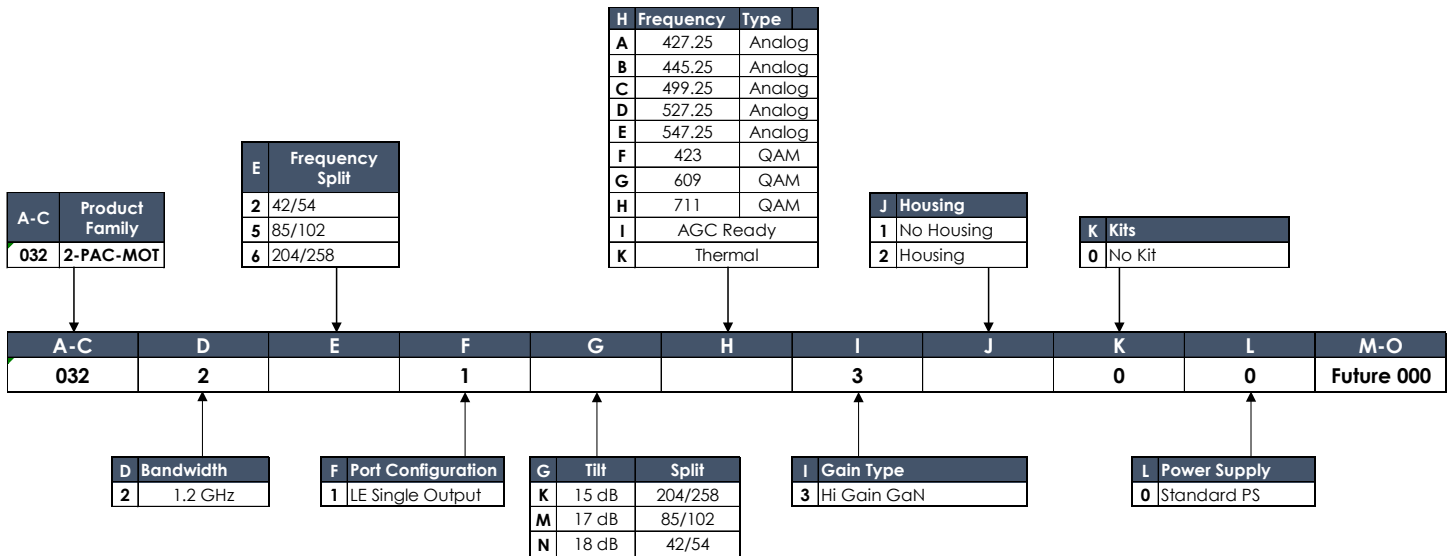 H Frequency Type
A 427.25 Analog
B 445.25 Analog
C 499.25 Analog
D 527.25 Analog
E 547.25 Analog
F 423 QAM
G 609 QAM
H 711 QAM
I AGC Ready
K Thermal
E Frequency
Split
2 42/54
5 85/102
6 204/258
A-C Product
Family
032 2-PAC-MOT
J Housing
1 No Housing
2 Housing
K Kits
0 No Kit
A-C D E F G H I J K L M-O
032 2 1 3 0 0 Future 000
D Bandwidth
2 1.2 GHz
F Port Configuration
1 LE Single Output
G Tilt Split
K 15 dB 204/258
M 17 dB 85/102
N 18 dB 42/54
I Gain Type
3 Hi Gain GaN
L Power Supply
0 Standard PS